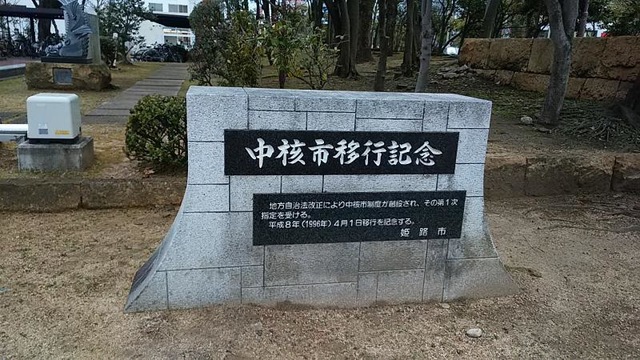 中核市移行記念
地方自治法改正により中核市制度が創設され、その第1次
指定を受ける。
平成8年(1996年)4月1日移行を記念する。
姫路市